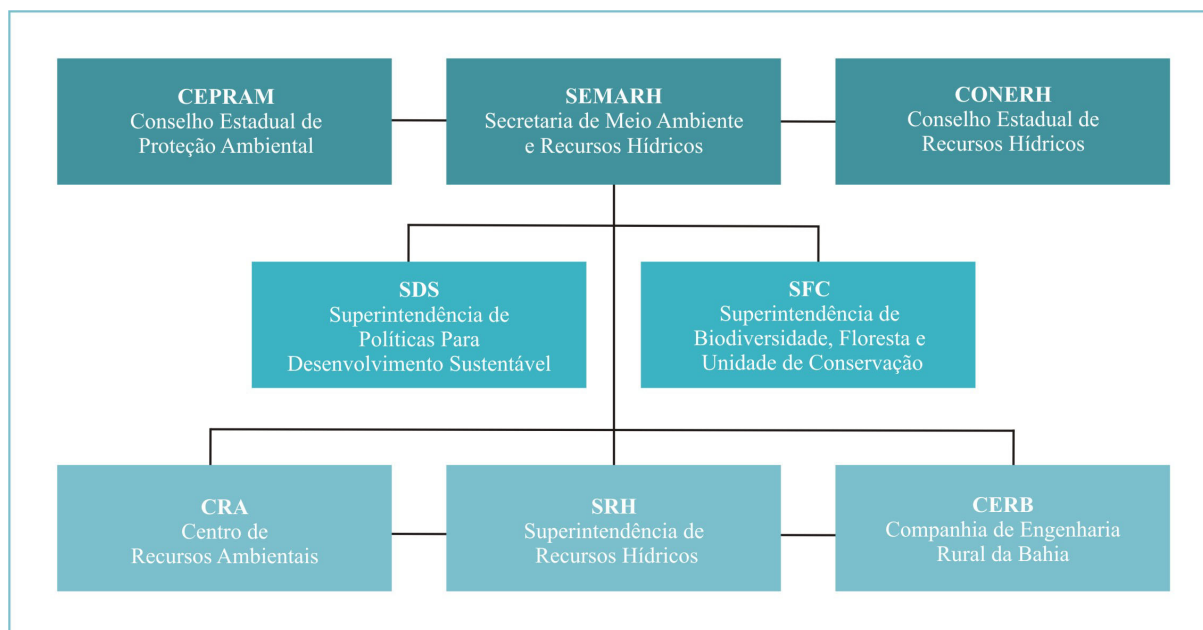 CEPRAM
Conselho Estadual de
Proteção Ambiental
SEMARH
Secretaria de Meio Ambiente
e Recursos Hídricos
CONERH
Conselho Estadual de
Recursos Hídricos
SDS
Superintendência de
Políticas Para
Desenvolvimento Sustentável
SFC
Superintendência de
Biodiversidade, Floresta e
Unidade de Conservação
CRA
Centro de
Recursos Ambientais
SRH
Superintendência de
Recursos Hídricos
CERB
Companhia de Engenharia
Rural da Bahia